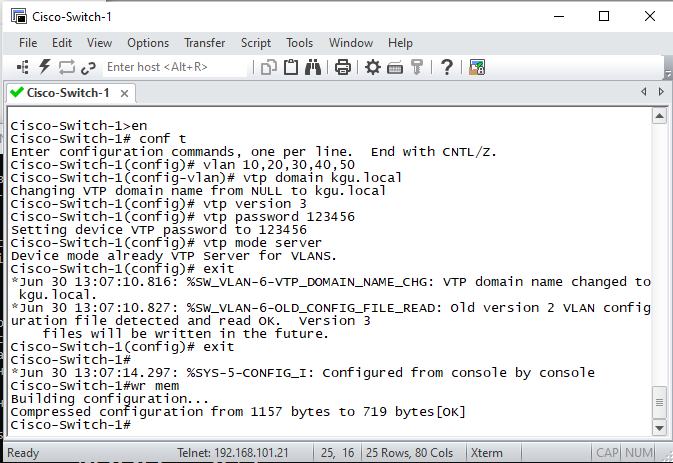 Cisco-Switch-1
File Edit View Options Transfer Script Tools Window Help
Enter host <Alt+R>
Cisco-Switch-1
Cisco-Switch-1>en
Cisco-Switch-1# conf t
Enter configuration commands, one per line.  End with CNTL/Z.
Cisco-Switch-1(config)# vlan 10,20,30,40,50
Cisco-Switch-1(config-vlan)# vtp domain kgu.local
Changing VTP domain name from NULL to kgu.local
Cisco-Switch-1(config)# vtp version 3
Cisco-Switch-1(config)# vtp password 123456
Setting device VTP password to 123456
Cisco-Switch-1(config)# vtp mode server
Device mode already VTP Server for VLANS.
Cisco-Switch-1(config)# exit
*Jun 30 13:07:10.816: %SW_VLAN-6-VTP_DOMAIN_NAME_CHG: VTP domain name changed to
kgu.local.
*Jun 30 13:07:10.827: %SW_VLAN-6-OLD_CONFIG_FILE_READ: Old version 2 VLAN config
uration file detected and read OK.  Version 3
files will be written in the future.
Cisco-Switch-1(config)# exit
Cisco-Switch-1#
*Jun 30 13:07:14.297: %SYS-5-CONFIG_I: Configured from console by console
Cisco-Switch-1#wr mem
Building configuration...
Compressed configuration from 1157 bytes to 719 bytes[OK]
Cisco-Switch-1#
Ready Telnet: 192.168.101.21 25, 16 25 Rows, 80 Cols Xterm CAP NUM